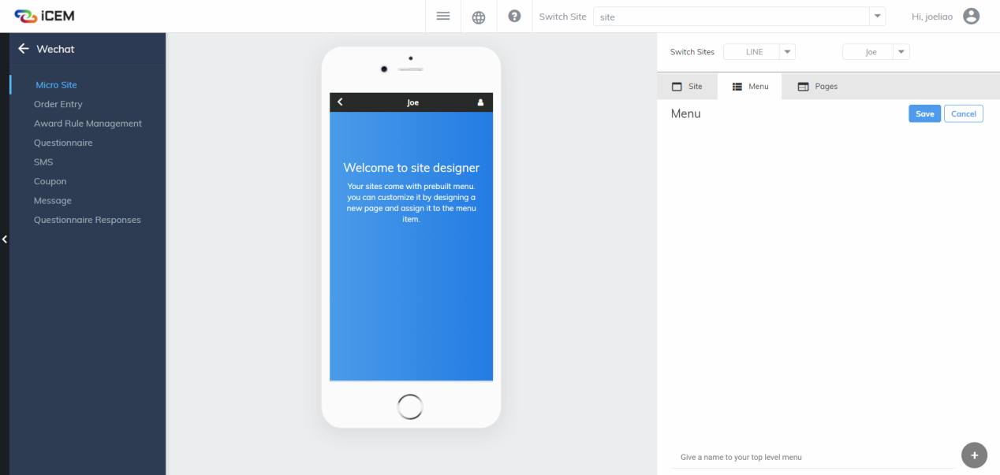 iCEM
Switch Site
site
Hi, joeliao
Wechat
Micro Site
Order Entry
Award Rule Management
Questionnaire
SMS
Coupon
Message
Questionnaire Responses
Joe
Welcome to site designer
Your sites come with prebuilt menu.
you can customize it by designing a
new page and assign it to the menu
item.
Switch Sites
LINE
Joe
Site
Menu
Pages
Menu
Save
Cancel
Give a name to your top level menu